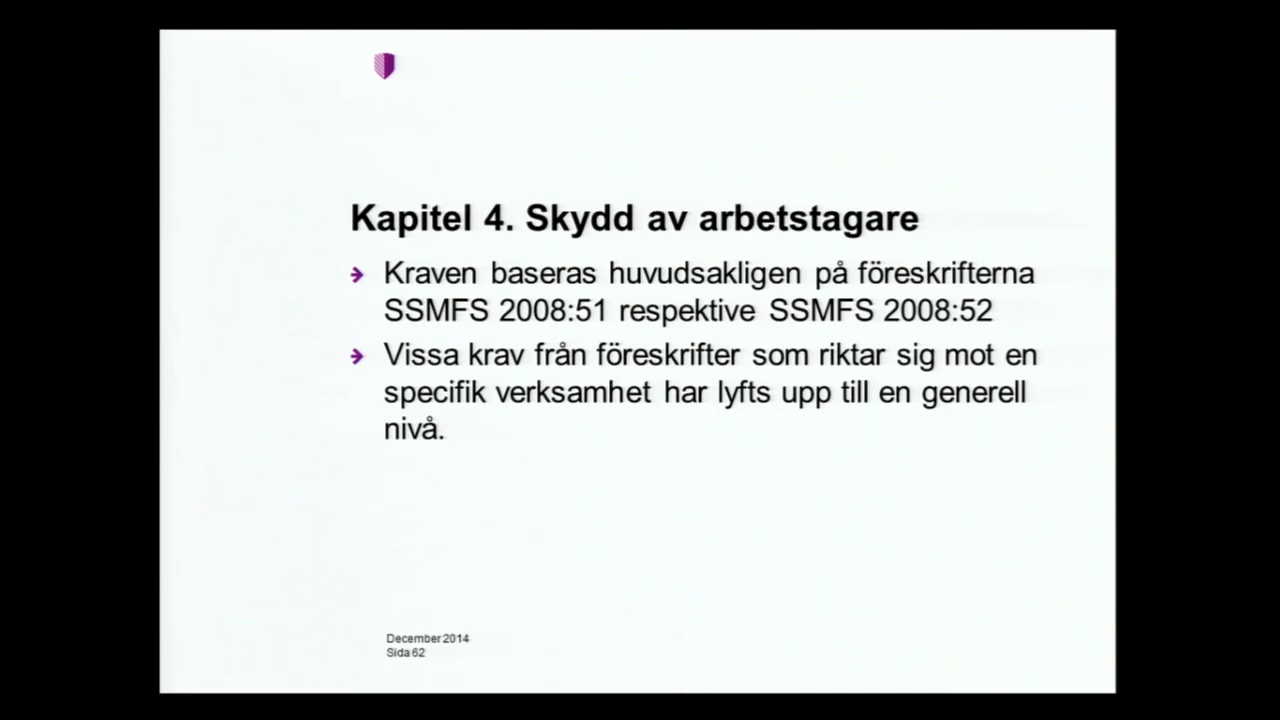 Kapitel 4. Skydd av arbetstagare
Kraven baseras huvudsakligen på föreskrifterna
SSMFS 2008:51 respektive SSMFS 2008:52
Vissa krav från föreskrifter som riktar sig mot en
specifik verksamhet har lyfts upp till en generell
nivå.
December 2014
Sida 62